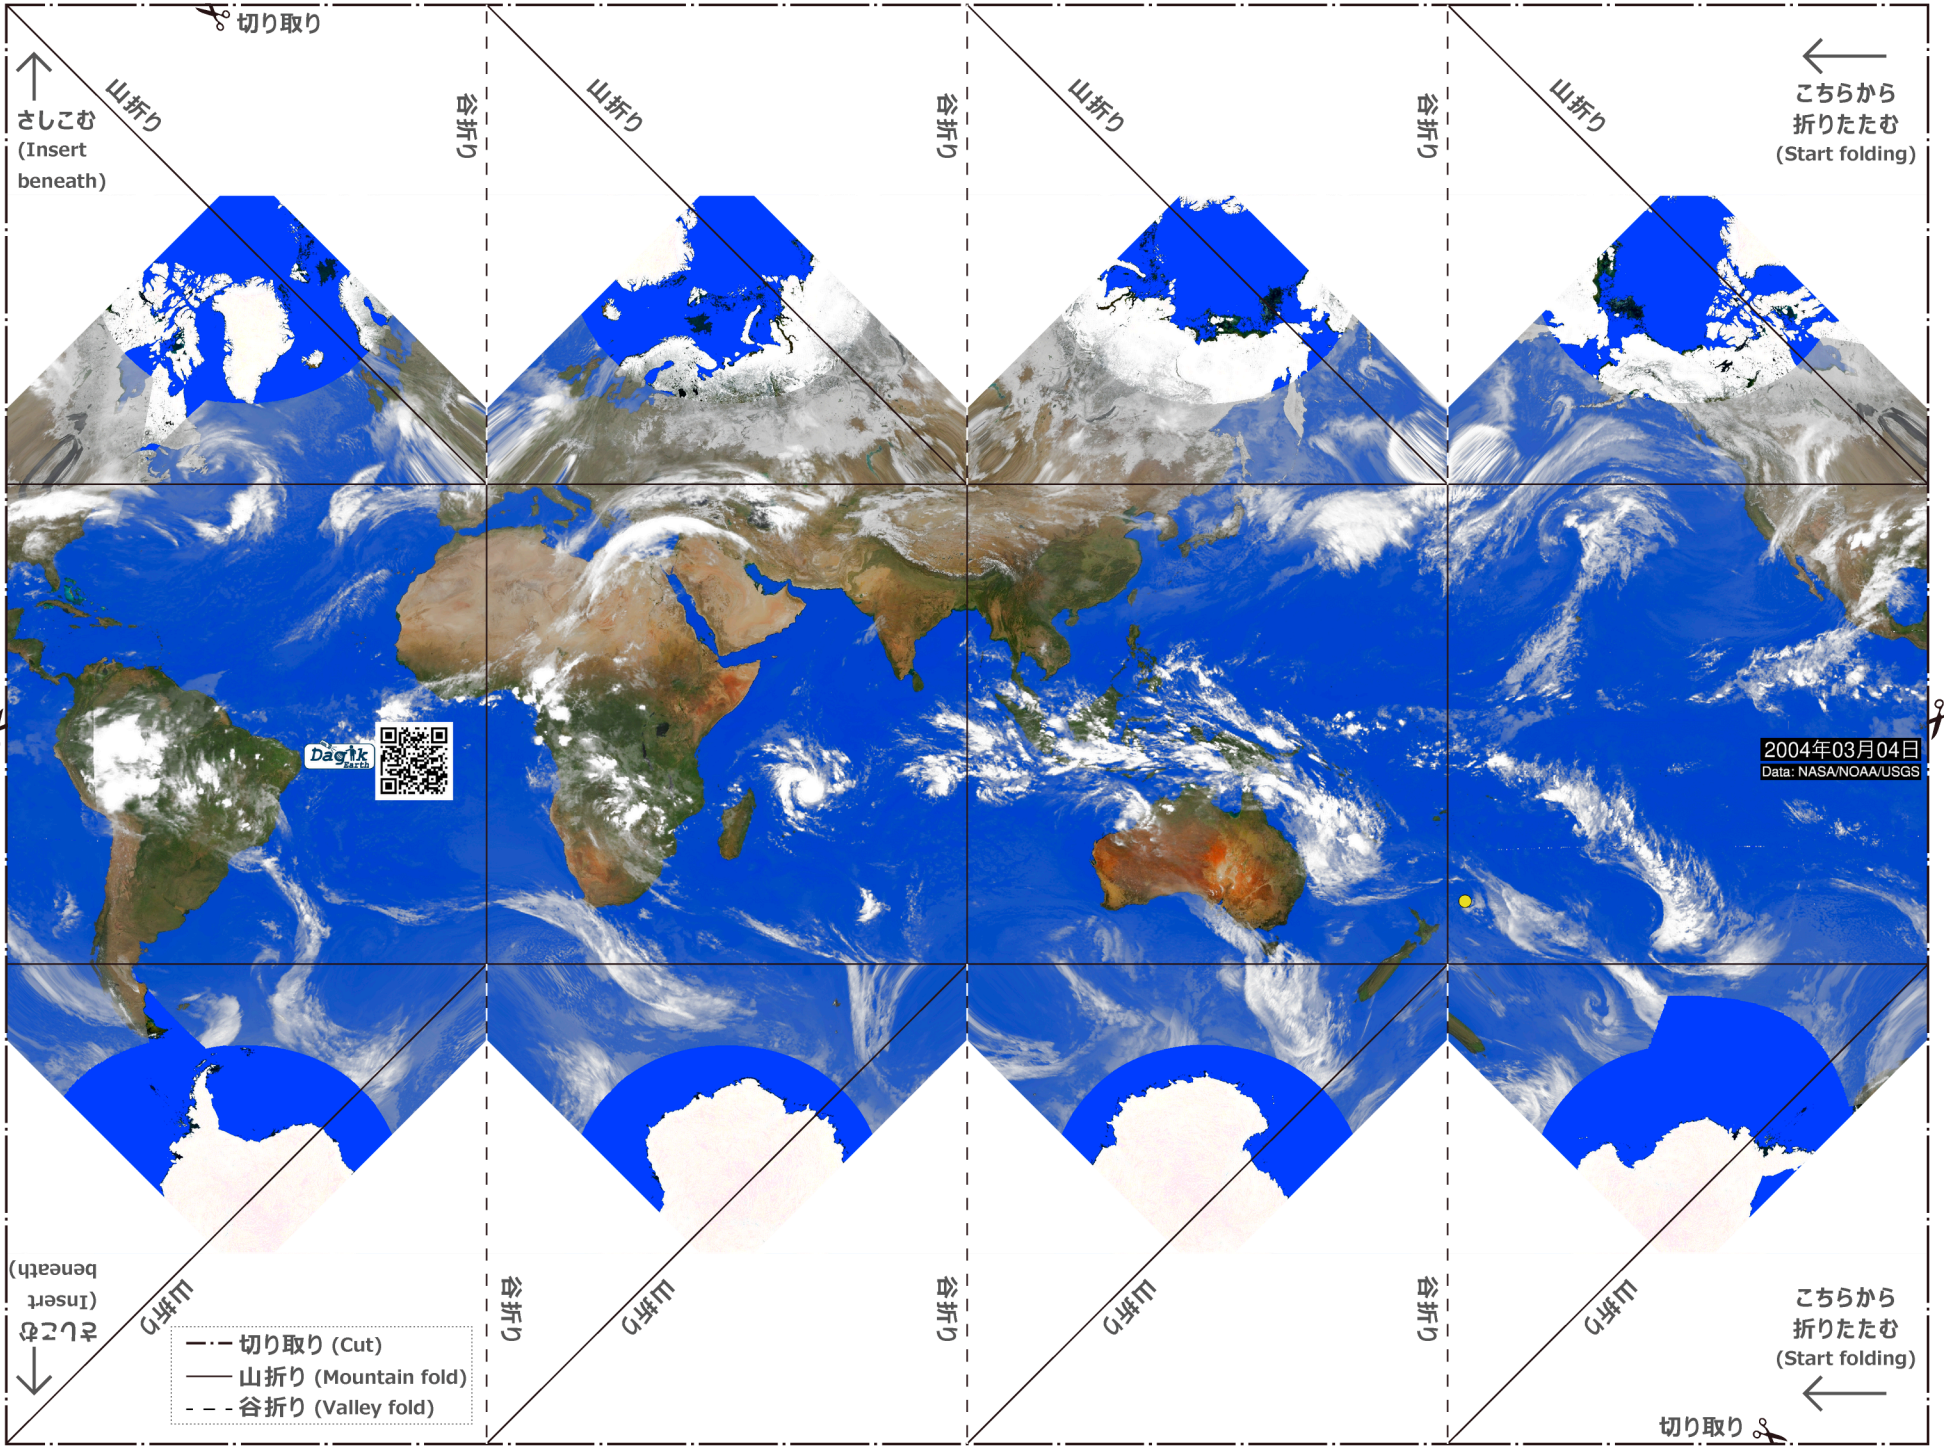 切り取り
山折り
谷折り
山折り
谷折り
山折り
谷折り
山折り
さしこむ
(Insert
beneath)
こちらから
折りたたむ
(Start folding)
Dagik
Earth
2004年03月04日
Data: NASA/NOAA/USGS
さしこむ
(Insert
beneath)
山折り
谷折り
山折り
谷折り
山折り
谷折り
山折り
こちらから
折りたたむ
(Start folding)
切り取り (Cut)
山折り (Mountain fold)
谷折り (Valley fold)
切り取り